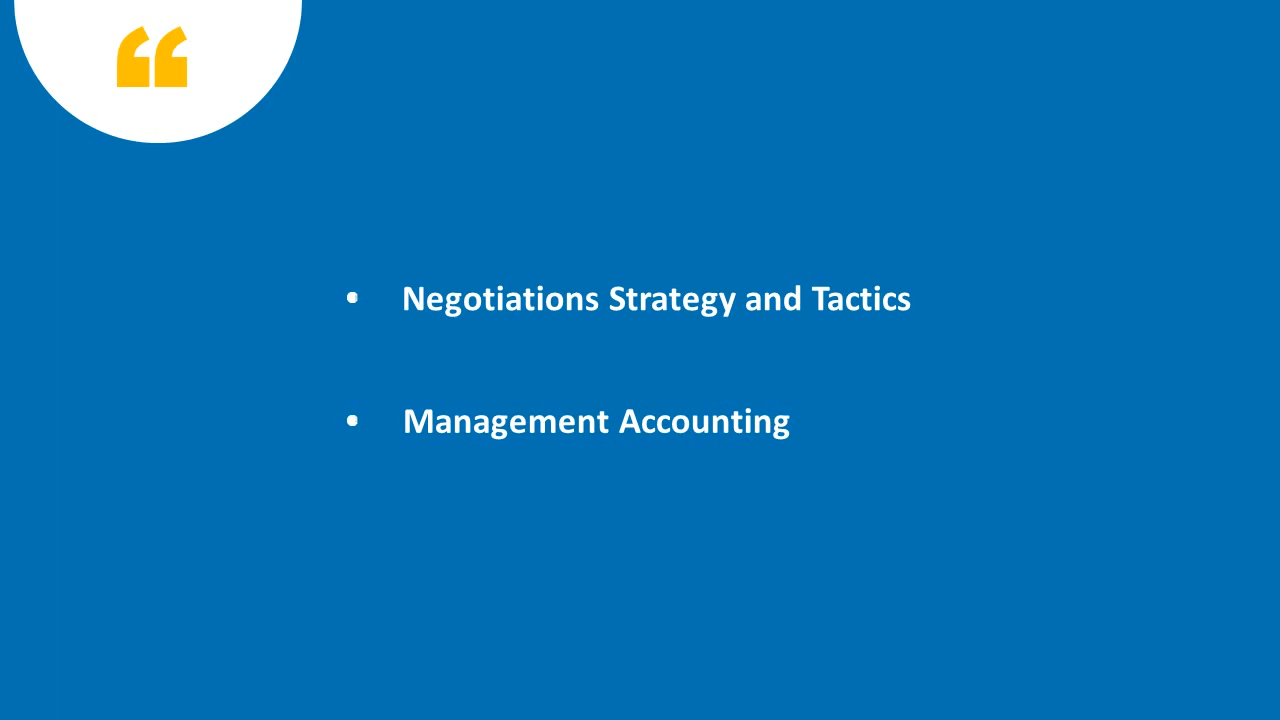 “
• Negotiations Strategy and Tactics
• Management Accounting